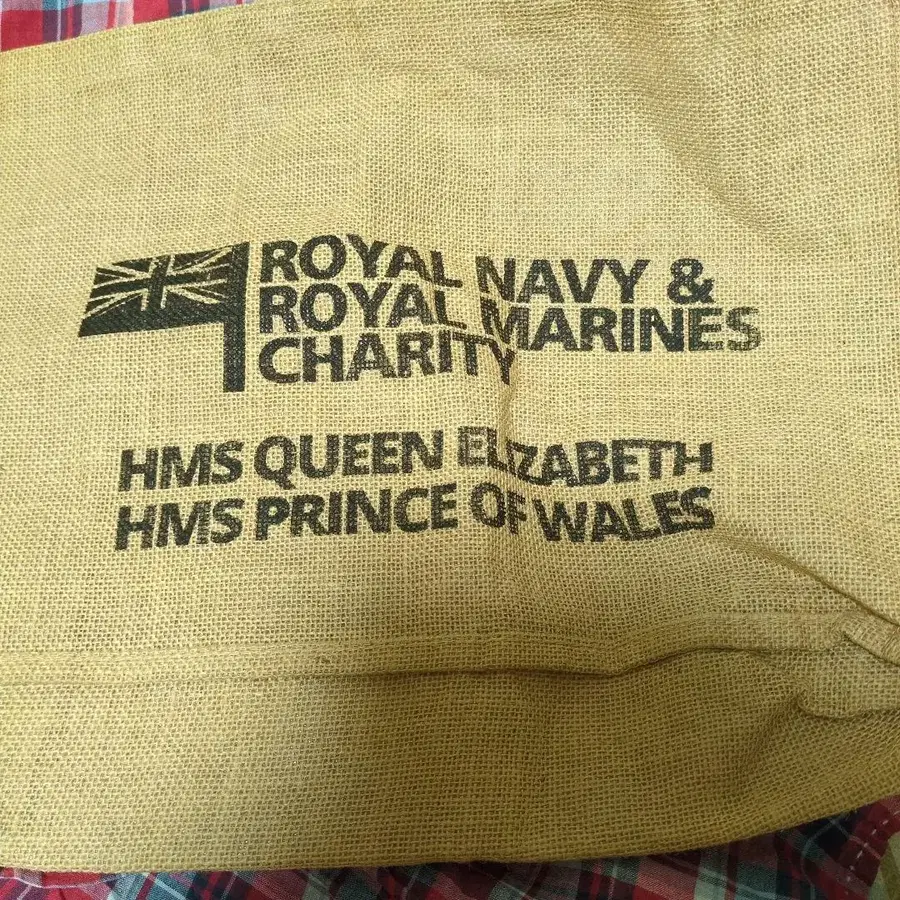 ROYAL NAVY &
ROYAL MARINES
CHARITY
HMS QUEEN ELIZABETH
HMS PRINCE OF WALES